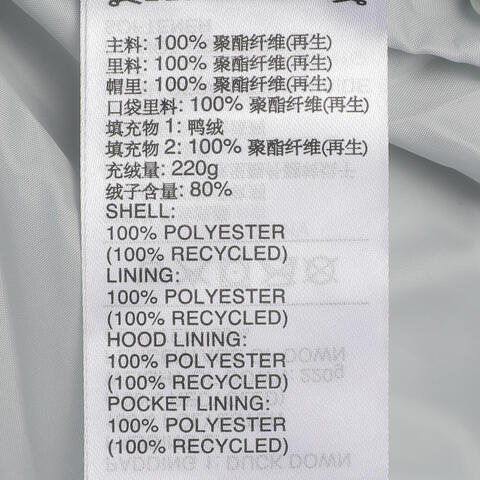 主料: 100% 聚酯纤维(再生)
里料: 100% 聚酯纤维(再生)
帽里: 100% 聚酯纤维(再生)
口袋里料: 100% 聚酯纤维(再生)
填充物 1: 鸭绒
填充物 2: 100% 聚酯纤维(再生)
充绒量: 220g
绒子含量: 80%
SHELL:
100% POLYESTER
(100% RECYCLED)
LINING:
100% POLYESTER
(100% RECYCLED)
HOOD LINING:
100% POLYESTER
(100% RECYCLED)
POCKET LINING:
100% POLYESTER
(100% RECYCLED)